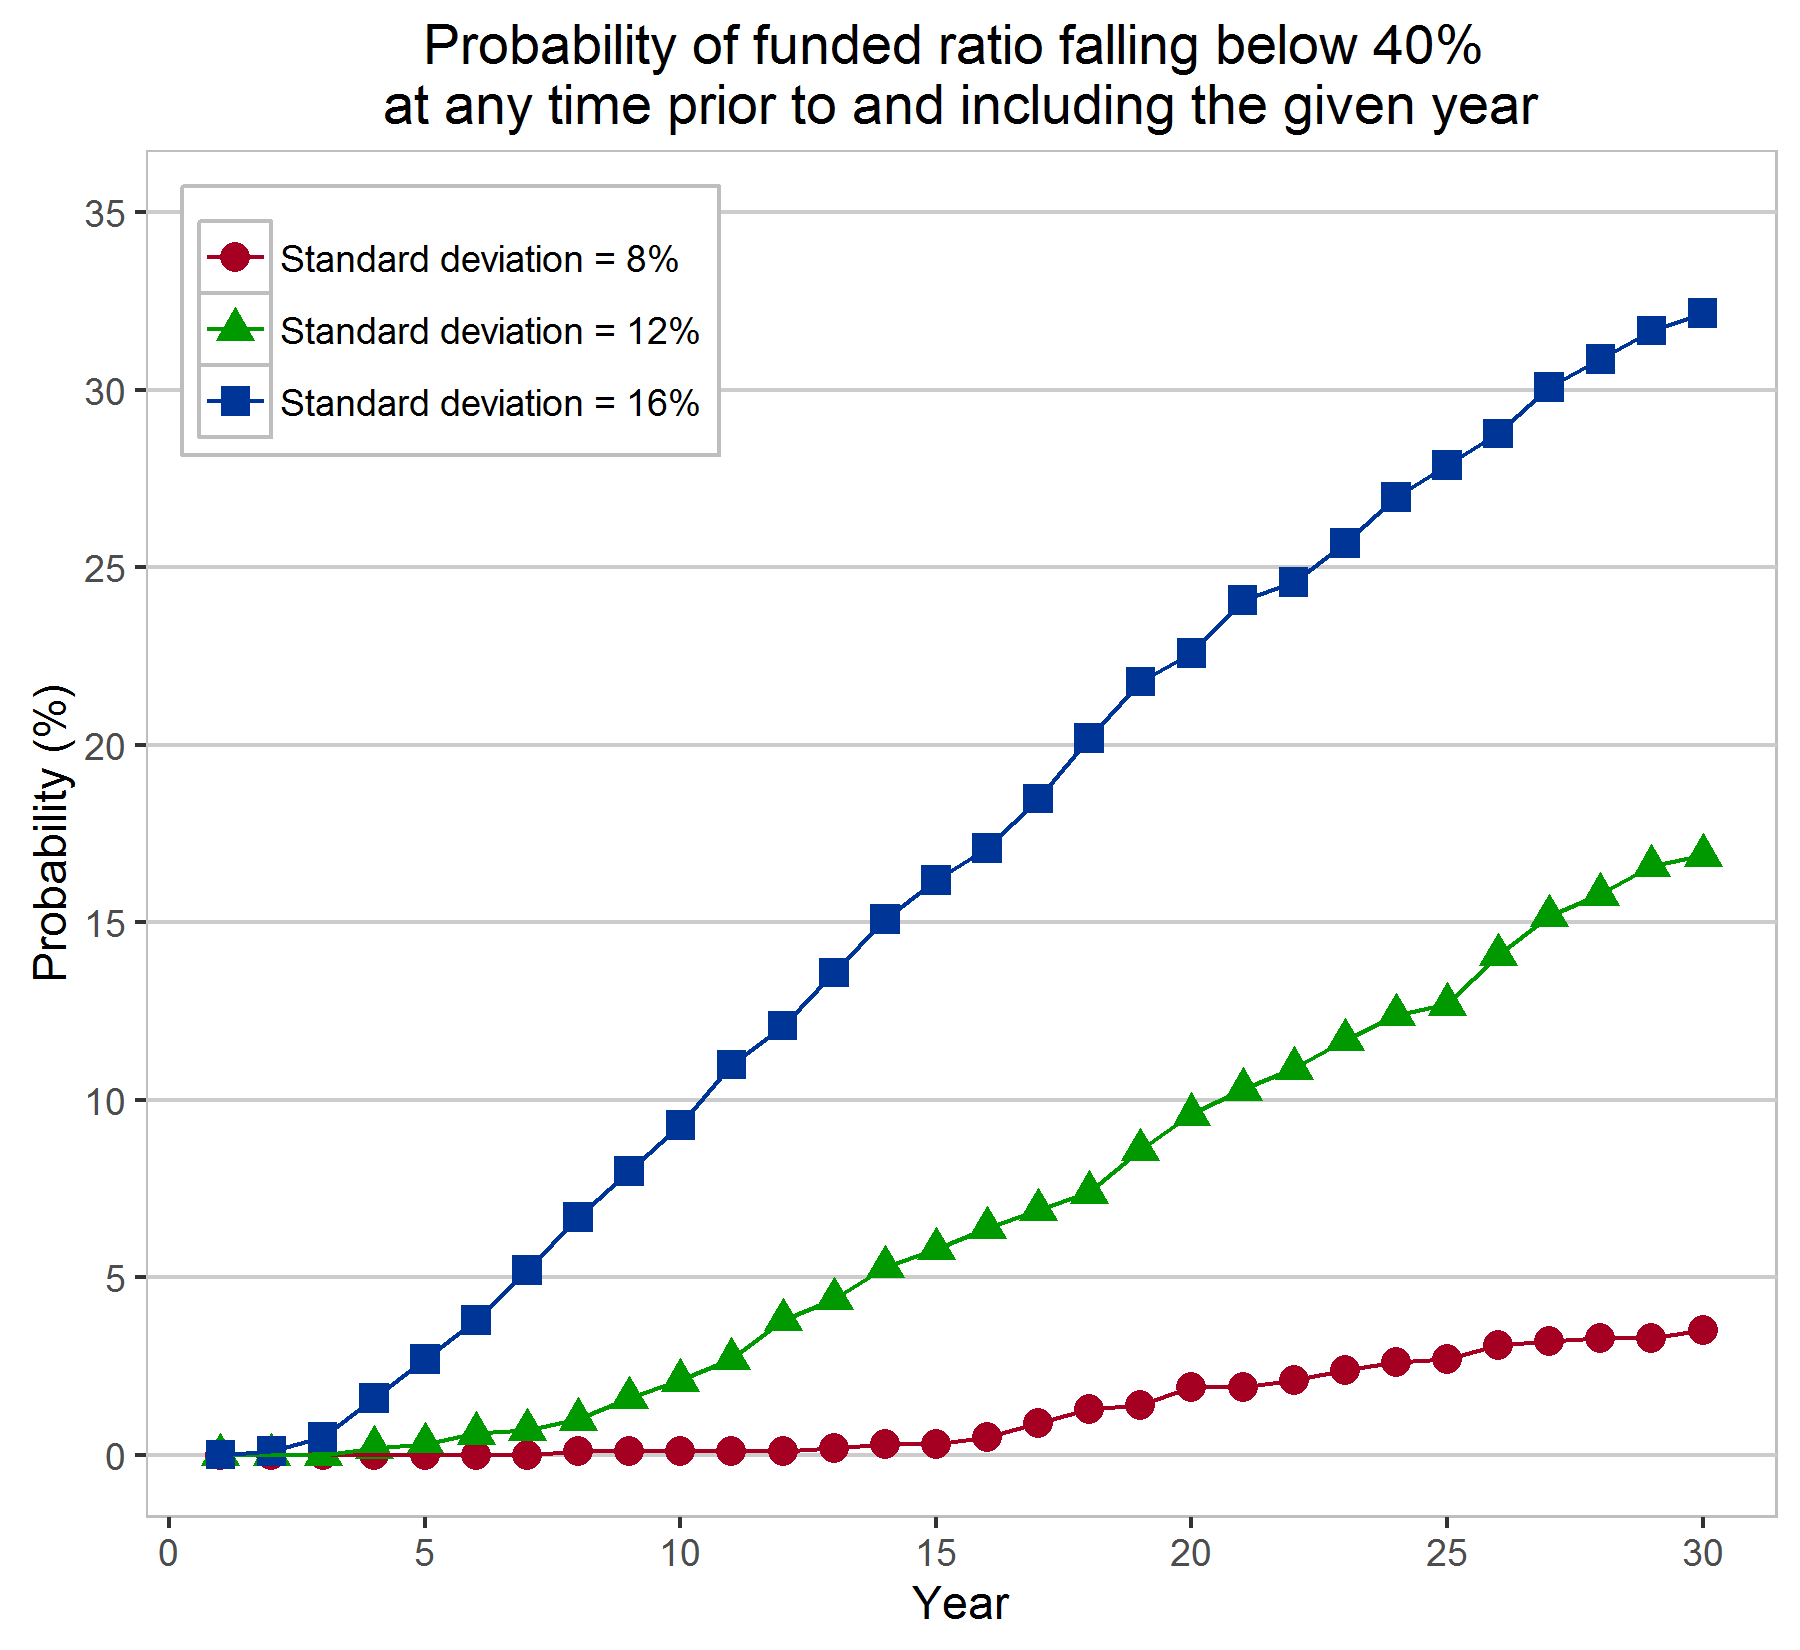 Probability of funded ratio falling below 40%
at any time prior to and including the given year
35
30
25
20
15
10
5
0
Probability (%)
Standard deviation = 8%
Standard deviation = 12%
Standard deviation = 16%
0 5 10 15 20 25 30
Year